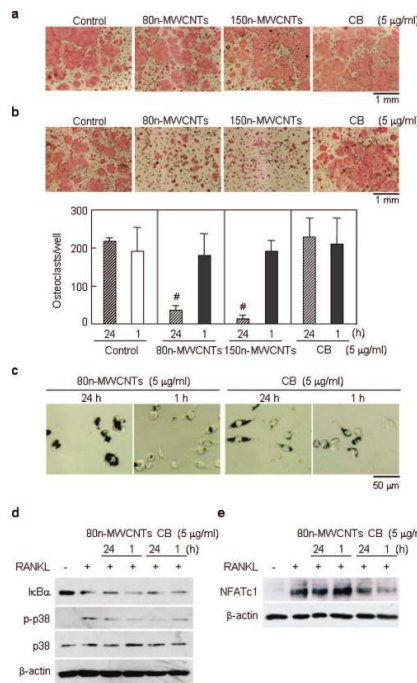 a
Control 80n-MWCNTs 150n-MWCNTs CB (5 μg/ml)
1 mm
b
Control 80n-MWCNTs 150n-MWCNTs CB (5 μg/ml)
1 mm
Osteoclasts/well
300
200
100
0
# #
24 1 24 1 24 1 24 1 (h)
Control 80nMWCNTs 150n-MWCNTs CB (5 μg/ml)
c
80n-MWCNTs (5 μg/ml) CB (5 μg/ml)
24 h 1 h 24 h 1 h
50 μm
d
80n-MWCNTs CB (5 μg/ml)
24 1 24 1 (h)
RANKL - + + + + +
IκBα
p-p38
p38
β-actin
e
80n-MWCNTs CB (5 μg/ml)
24 1 24 1 (h)
RANKL - + + + + +
NFATc1
β-actin